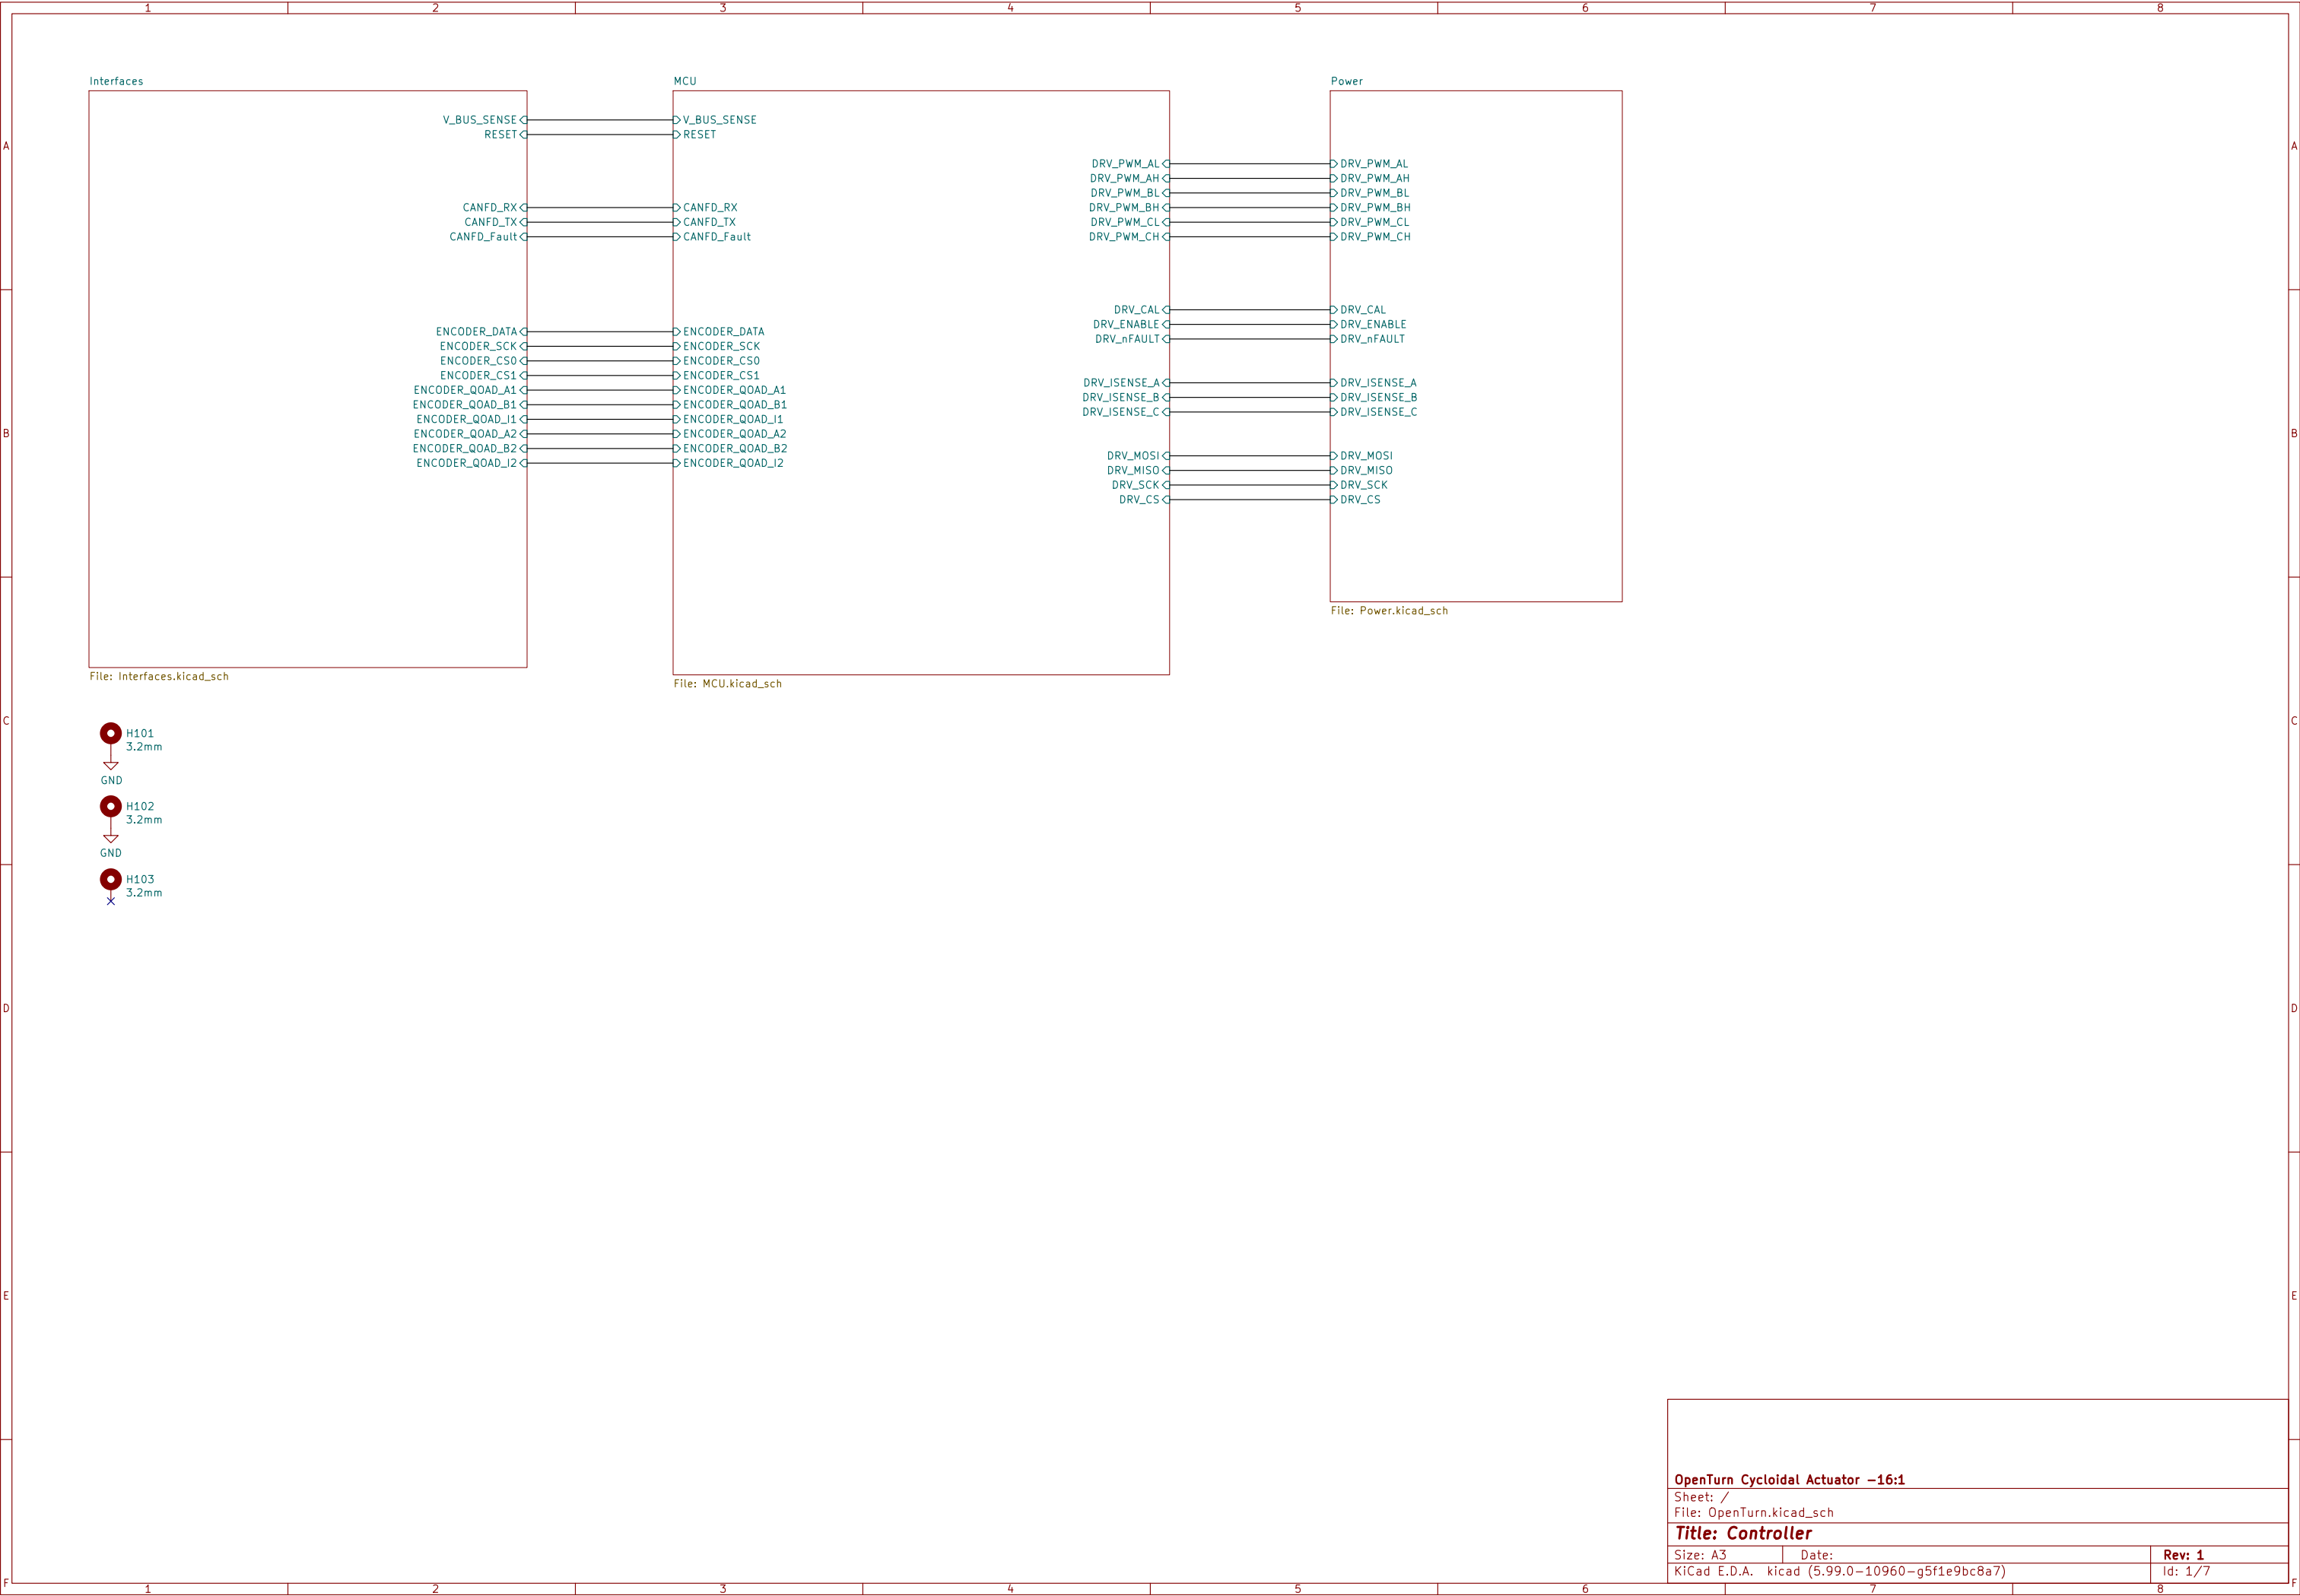 1 2 3 4 5 6 7 8
A A
B B
C C
D D
E E
F F
Interfaces
V_BUS_SENSE
RESET
CANFD_RX
CANFD_TX
CANFD_Fault
ENCODER_DATA
ENCODER_SCK
ENCODER_CS0
ENCODER_CS1
ENCODER_QOAD_A1
ENCODER_QOAD_B1
ENCODER_QOAD_I1
ENCODER_QOAD_A2
ENCODER_QOAD_B2
ENCODER_QOAD_I2
File: Interfaces.kicad_sch
MCU
V_BUS_SENSE
RESET
CANFD_RX
CANFD_TX
CANFD_Fault
ENCODER_DATA
ENCODER_SCK
ENCODER_CS0
ENCODER_CS1
ENCODER_QOAD_A1
ENCODER_QOAD_B1
ENCODER_QOAD_I1
ENCODER_QOAD_A2
ENCODER_QOAD_B2
ENCODER_QOAD_I2
DRV_PWM_AL
DRV_PWM_AH
DRV_PWM_BL
DRV_PWM_BH
DRV_PWM_CL
DRV_PWM_CH
DRV_CAL
DRV_ENABLE
DRV_nFAULT
DRV_ISENSE_A
DRV_ISENSE_B
DRV_ISENSE_C
DRV_MOSI
DRV_MISO
DRV_SCK
DRV_CS
File: MCU.kicad_sch
Power
DRV_PWM_AL
DRV_PWM_AH
DRV_PWM_BL
DRV_PWM_BH
DRV_PWM_CL
DRV_PWM_CH
DRV_CAL
DRV_ENABLE
DRV_nFAULT
DRV_ISENSE_A
DRV_ISENSE_B
DRV_ISENSE_C
DRV_MOSI
DRV_MISO
DRV_SCK
DRV_CS
File: Power.kicad_sch
H101
3.2mm
GND
H102
3.2mm
GND
H103
3.2mm
OpenTurn Cycloidal Actuator -16:1
Sheet: /
File: OpenTurn.kicad_sch
Title: Controller
Size: A3 Date: Rev: 1
KiCad E.D.A. kicad (5.99.0-10960-g5f1e9bc8a7) Id: 1/7
1 2 3 4 5 6 7 8